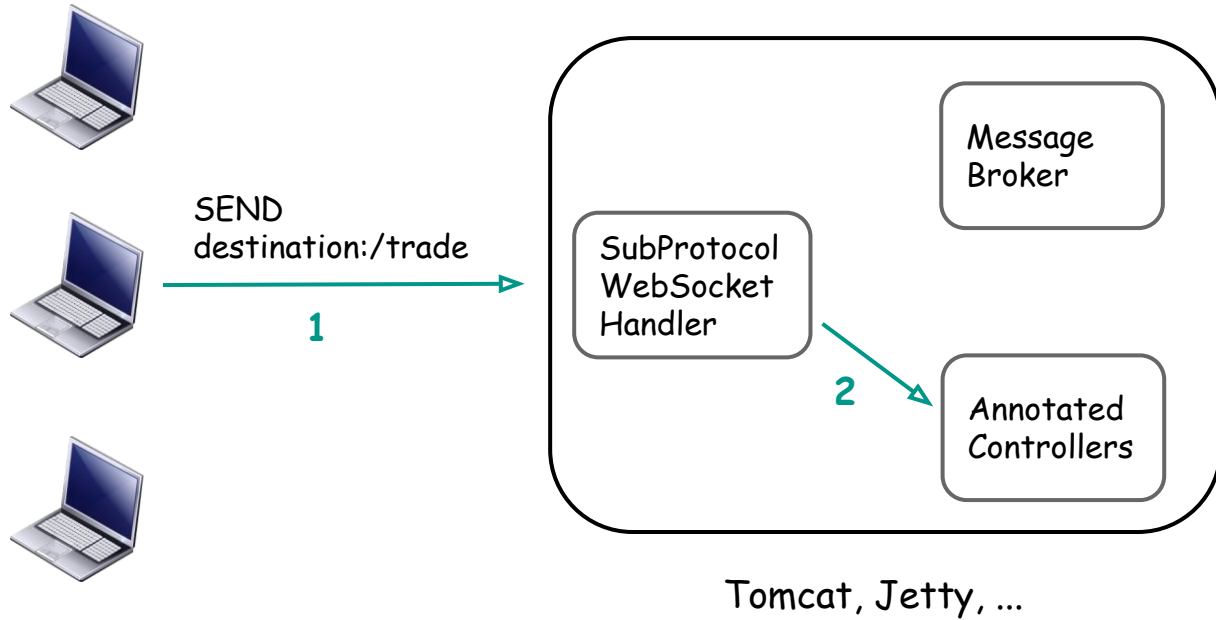 SEND
destination:/trade
1
SubProtocol
WebSocket
Handler
2
Message
Broker
Annotated
Controllers
Tomcat, Jetty, ...